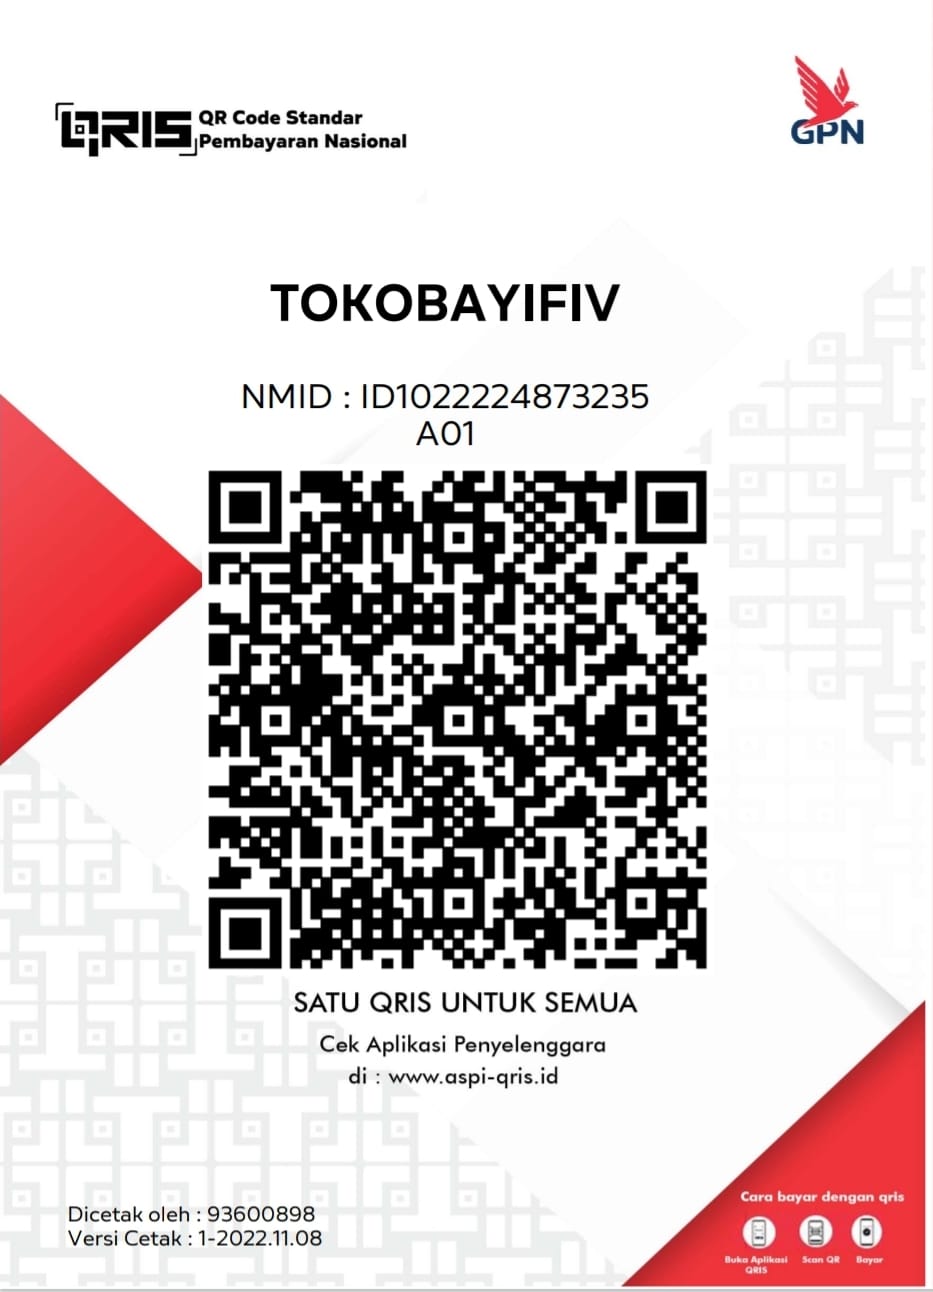 QRIS QR Code Standar
Pembayaran Nasional
GPN
TOKOBAYIFIV
NMID : ID1022224873235
A01
SATU QRIS UNTUK SEMUA
Cek Aplikasi Penyelenggara
di : www.aspi-qris.id
Dicetak oleh : 93600898
Versi Cetak : 1-2022.11.08
Cara bayar dengan qris
Buka Aplikasi
QRIS
Scan QR
Bayar